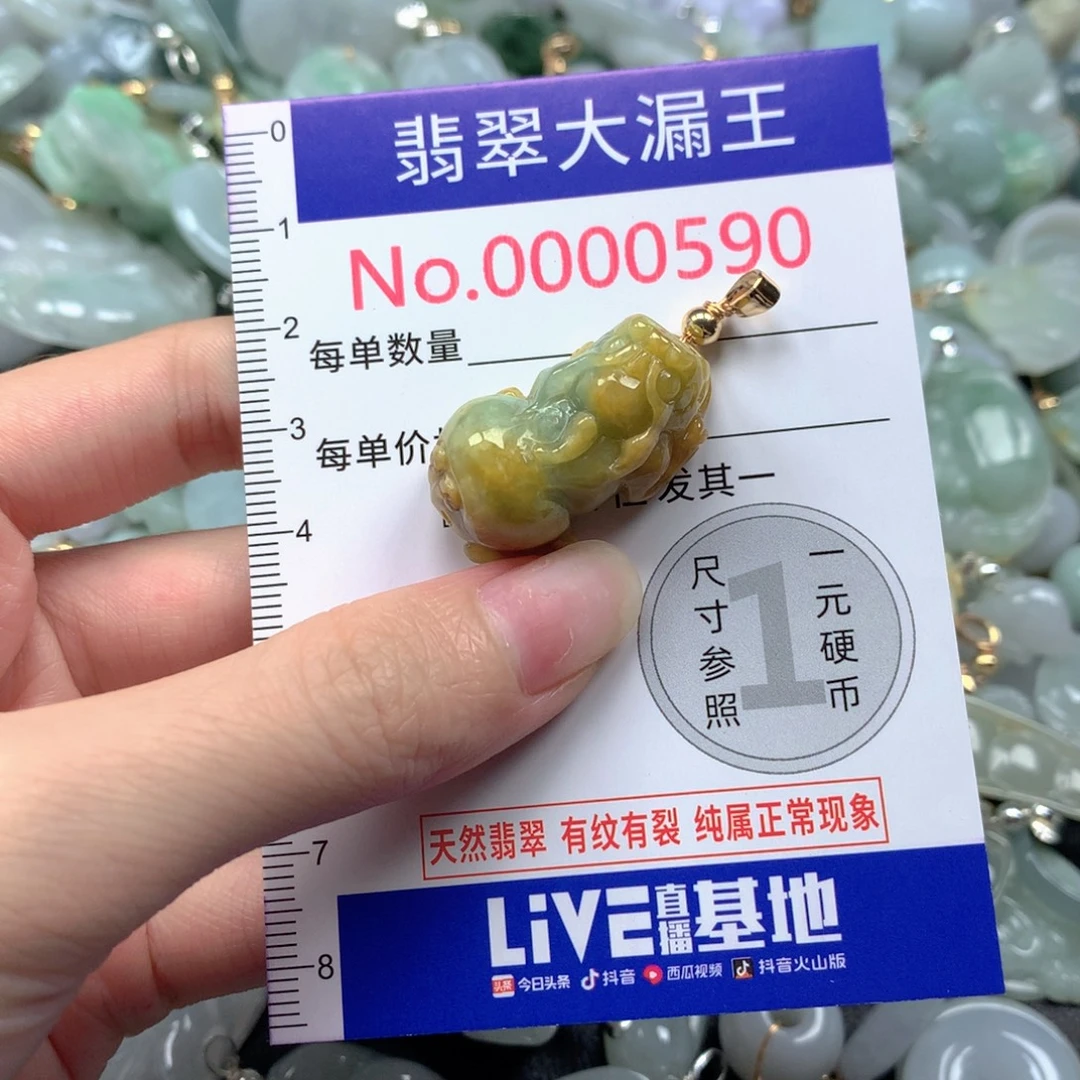 翡翠大漏王
No.0000590
0
1
2
3
4
7
8
每单数量
每单价
发其一
尺寸参照
一元硬币
1
天然翡翠 有纹有裂 纯属正常现象
LiVE直播基地
头条 今日头条 抖音 西瓜视频 抖音火山版